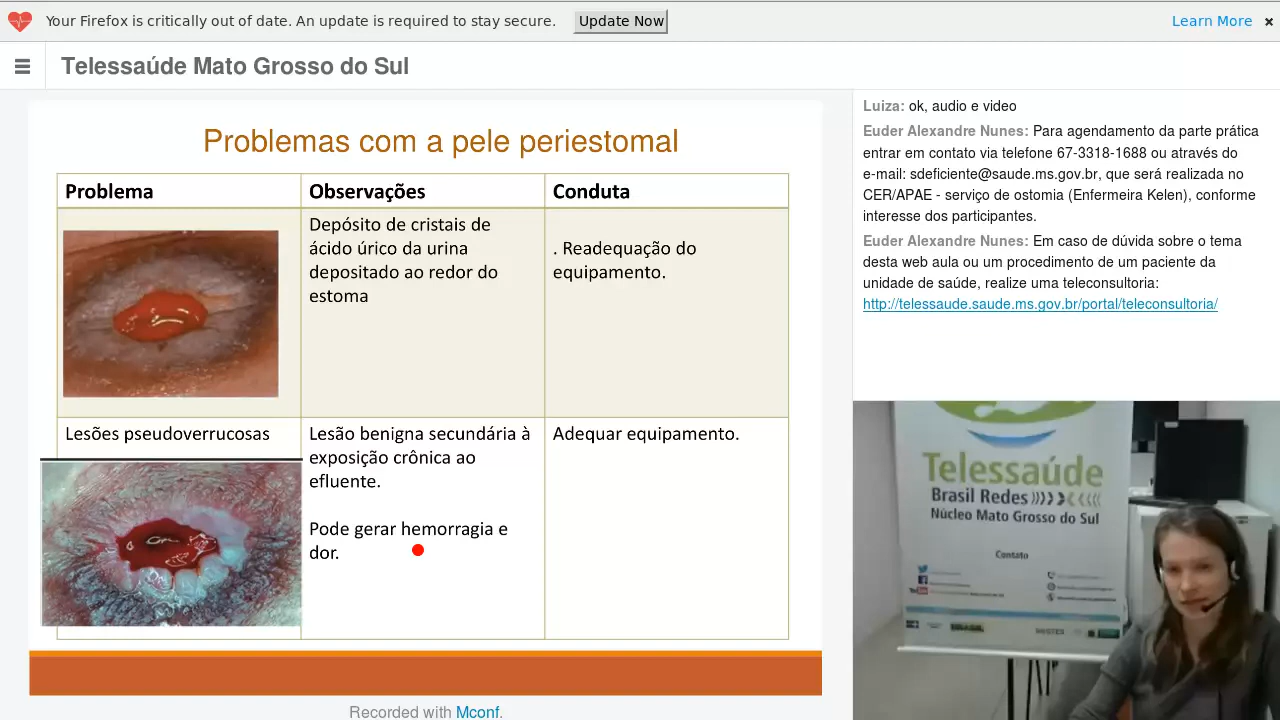 Your Firefox is critically out of date. An update is required to stay secure.
Update Now
Learn More
Telessaúde Mato Grosso do Sul
Problemas com a pele periestomal
Problema
Observações
Conduta
Depósito de cristais de
ácido úrico da urina
depositado ao redor do
estoma
. Readequação do
equipamento.
Lesões pseudoverrucosas
Lesão benigna secundária à
exposição crônica ao
efluente.
Pode gerar hemorragia e
dor.
Adequar equipamento.
Recorded with Mconf.
Luiza: ok, audio e video
Euder Alexandre Nunes: Para agendamento da parte prática
entrar em contato via telefone 67-3318-1688 ou através do
e-mail: sdeficiente@saude.ms.gov.br, que será realizada no
CER/APAE - serviço de ostomia (Enfermeira Kelen), conforme
interesse dos participantes.
Euder Alexandre Nunes: Em caso de dúvida sobre o tema
desta web aula ou um procedimento de um paciente da
unidade de saúde, realize uma teleconsultoria:
http://telessaude.saude.ms.gov.br/portal/teleconsultoria/
Telessaúde
Brasil Redes
Núcleo Mato Grosso do Sul
Contato